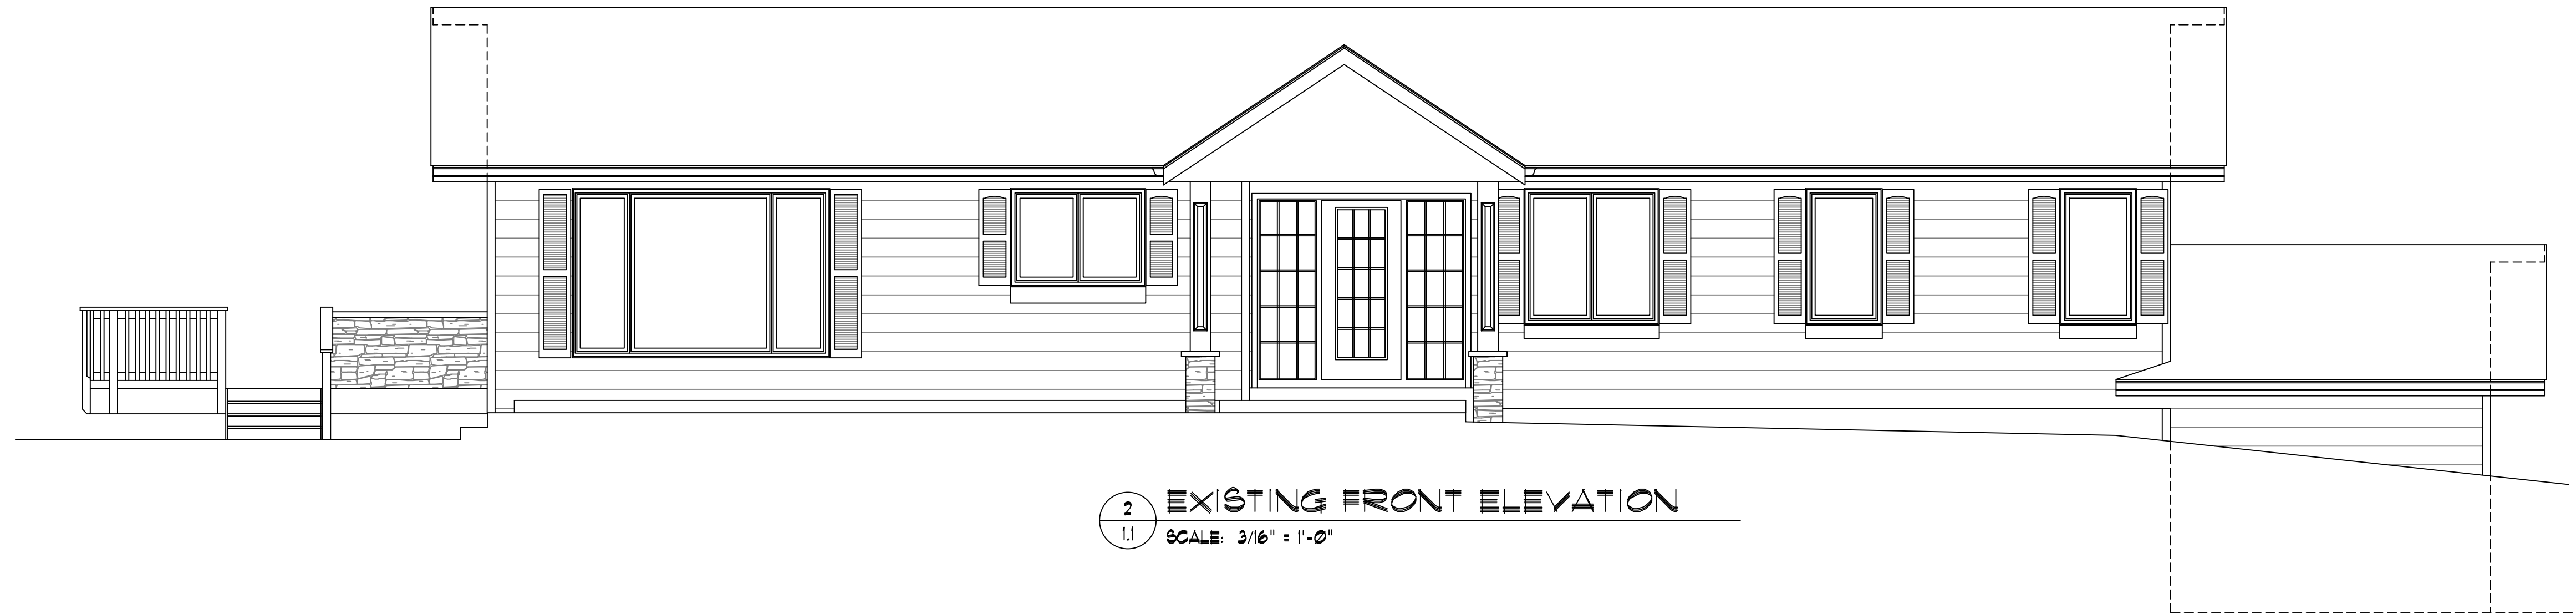 2
1.1
EXISTING FRONT ELEVATION
SCALE: 3/16" = 1'-0"